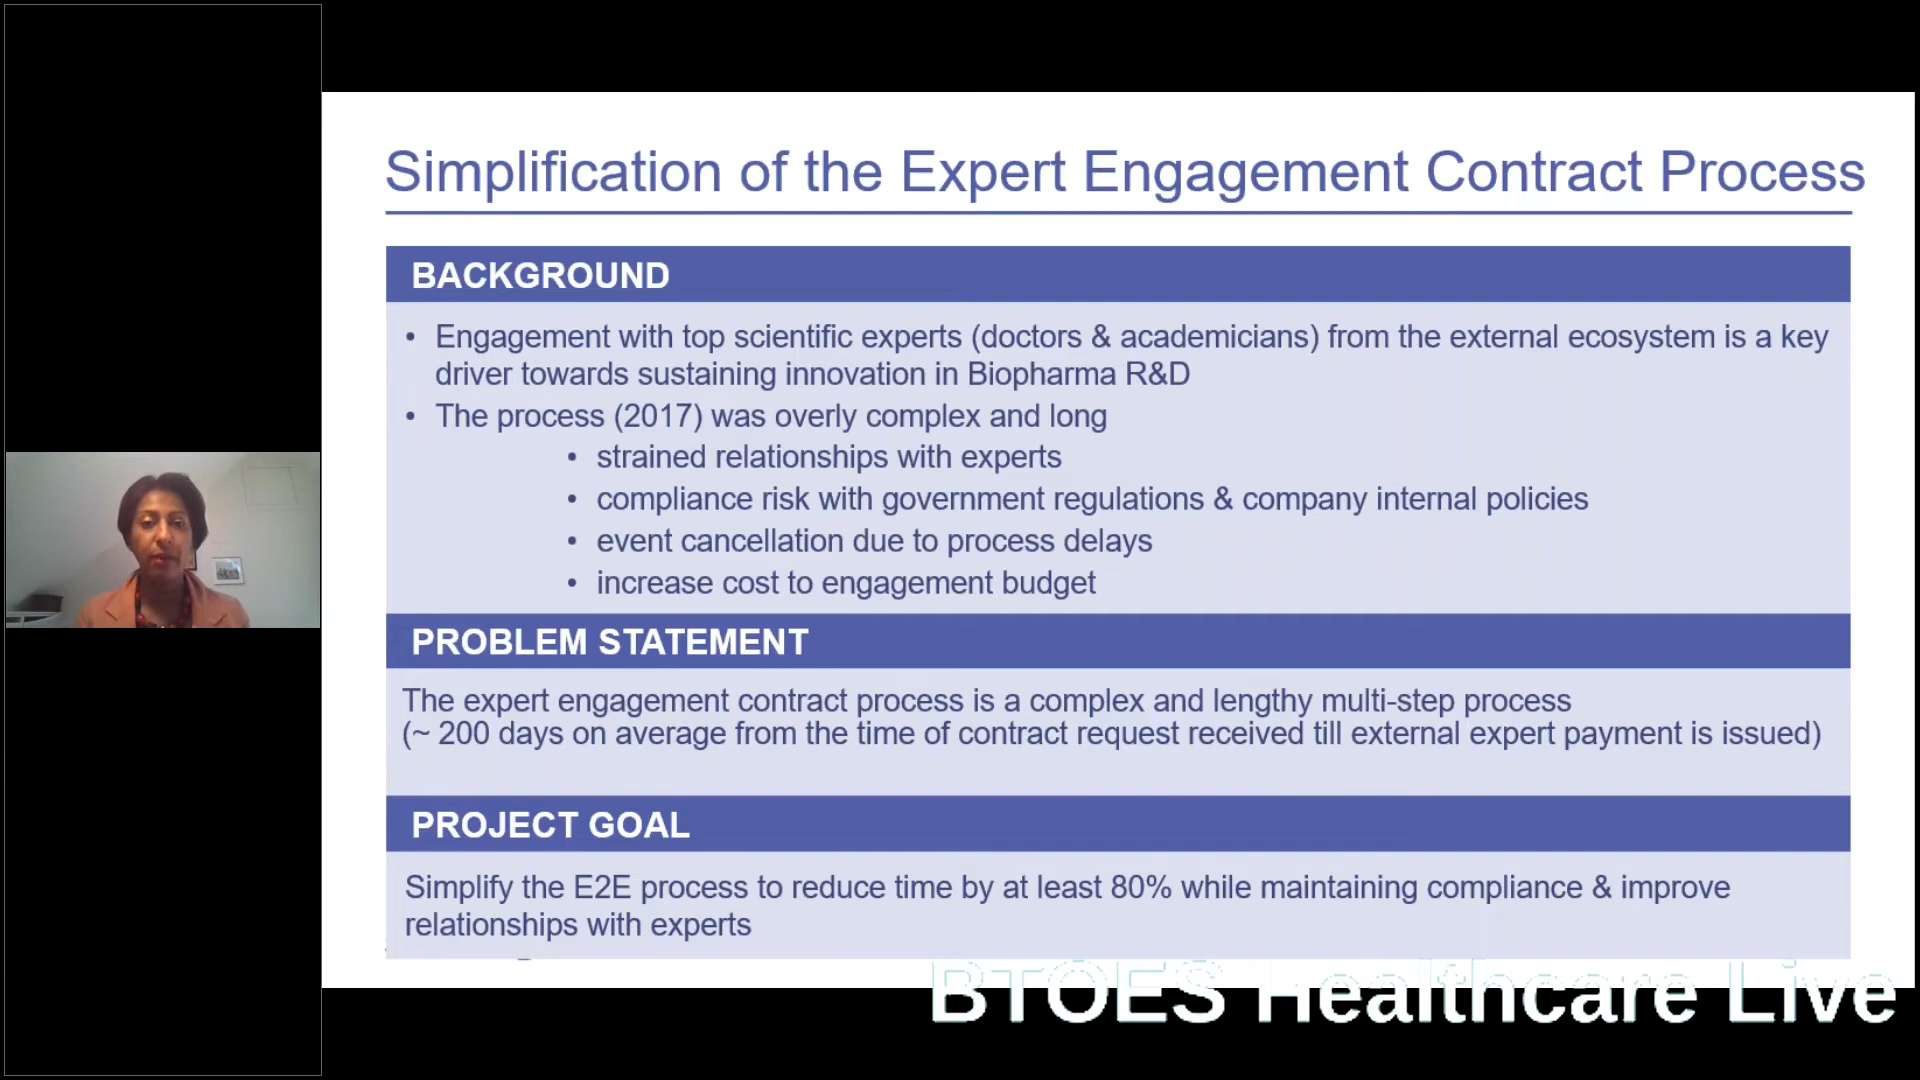 Simplification of the Expert Engagement Contract Process
BACKGROUND
• Engagement with top scientific experts (doctors & academicians) from the external ecosystem is a key
driver towards sustaining innovation in Biopharma R&D
• The process (2017) was overly complex and long
• strained relationships with experts
• compliance risk with government regulations & company internal policies
• event cancellation due to process delays
• increase cost to engagement budget
PROBLEM STATEMENT
The expert engagement contract process is a complex and lengthy multi-step process
(~ 200 days on average from the time of contract request received till external expert payment is issued)
PROJECT GOAL
Simplify the E2E process to reduce time by at least 80% while maintaining compliance & improve
relationships with experts
BTOES Healthcare Live